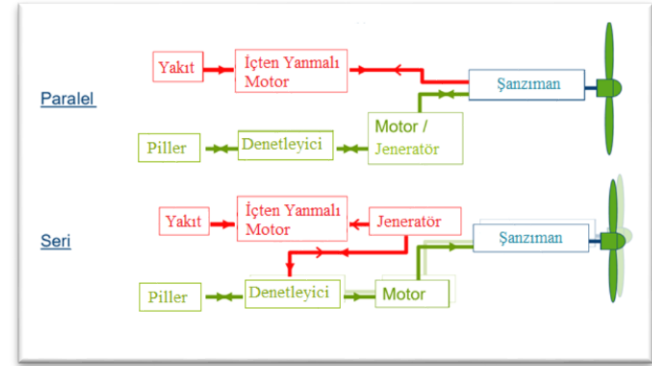 Paralel
Yakıt
İçten Yanmalı
Motor
Şanzıman
Piller
Denetleyici
Motor /
Jeneratör
Seri
Yakıt
İçten Yanmalı
Motor
Jeneratör
Şanzıman
Piller
Denetleyici
Motor